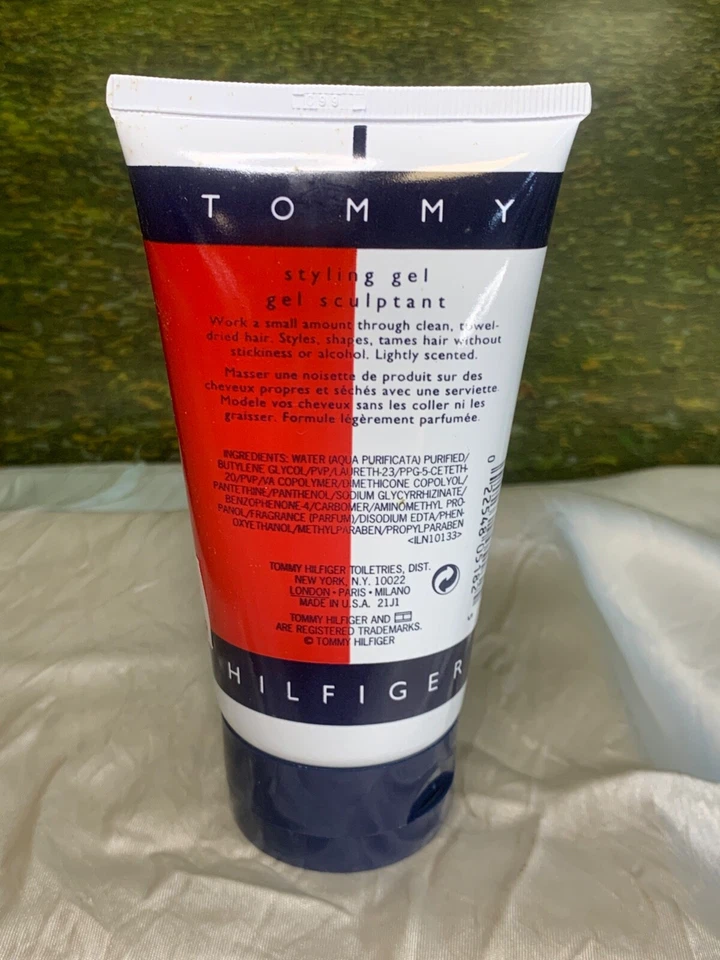 TOMMY
styling gel
gel sculptant
Work a small amount through clean, towel-
dried hair. Styles, shapes, tames hair without
stickiness or alcohol. Lightly scented.
Masser une noisette de produit sur des
cheveux propres et séchés avec une serviette.
Modele vos cheveux sans les coller ni les
graisser. Formule légèrement parfumée.
INGREDIENTS: WATER (AQUA PURIFICATA) PURIFIED/
BUTYLENE GLYCOL/PVP/LAURETH-23/PPG-5-CETETH-
20/PVP/VA COPOLYMER/DIMETHICONE COPOLYOL/
PANTETHINE/PANTHENOL/SODIUM GLYCYRRHIZINATE/
BENZOPHENONE-4/CARBOMER/AMINOMETHYL PRO-
PANOL/FRAGRANCE (PARFUM)/DISODIUM EDTA/PHEN-
OXYETHANOL/METHYLPARABEN/PROPYLPARABEN
<ILN10133>
TOMMY HILFIGER TOILETRIES, DIST.
NEW YORK, N.Y. 10022
LONDON • PARIS • MILANO
MADE IN U.S.A. 21J1
TOMMY HILFIGER AND
ARE REGISTERED TRADEMARKS.
© TOMMY HILFIGER
HILFIGER